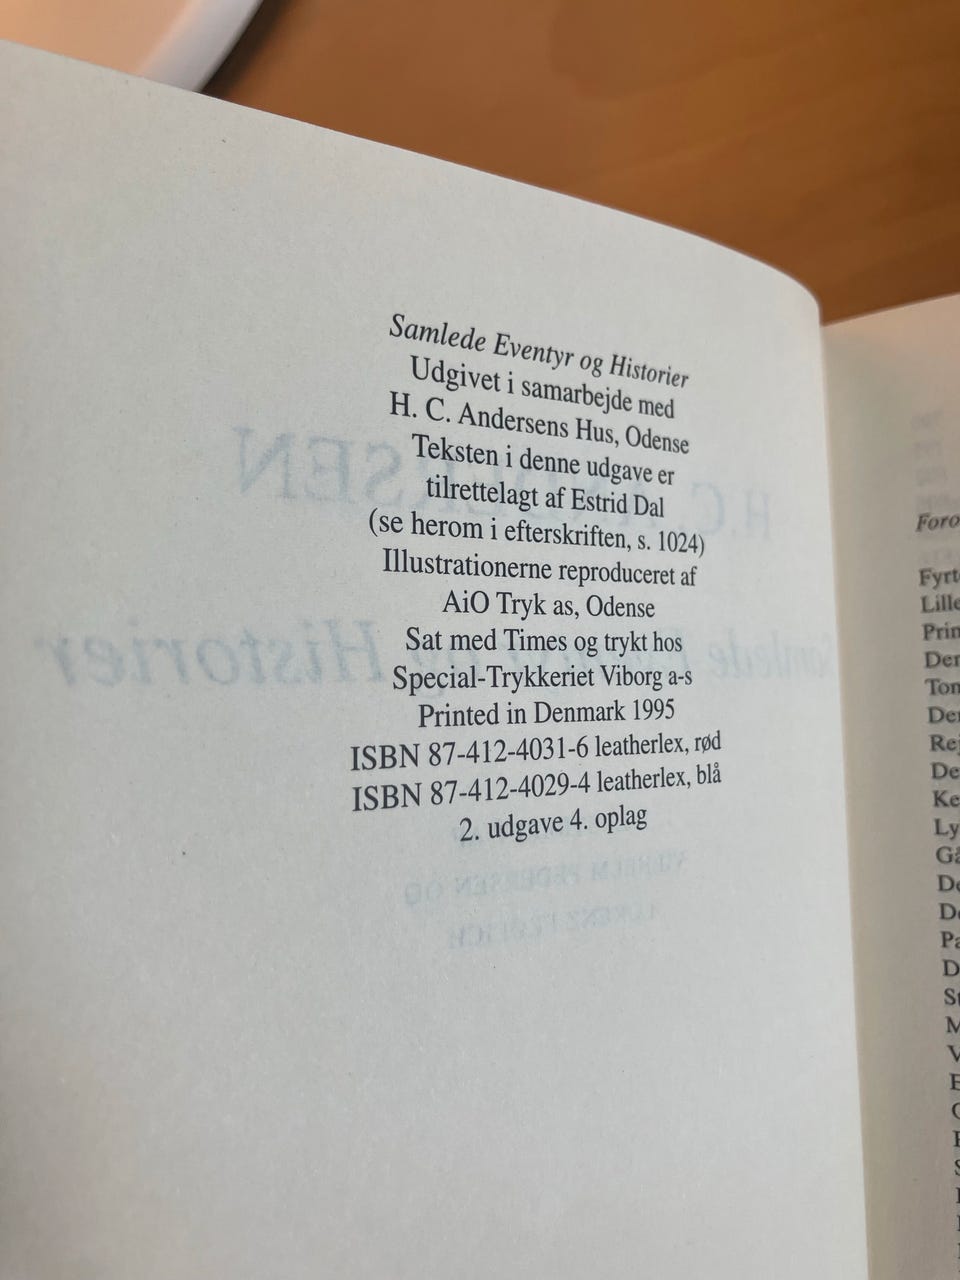 Samlede Eventyr og Historier
Udgivet i samarbejde med
H. C. Andersens Hus, Odense
Teksten i denne udgave er
tilrettelagt af Estrid Dal
(se herom i efterskriften, s. 1024)
Illustrationerne reproduceret af
AiO Tryk as, Odense
Sat med Times og trykt hos
Special-Trykkeriet Viborg a-s
Printed in Denmark 1995
ISBN 87-412-4031-6 leatherlex, rød
ISBN 87-412-4029-4 leatherlex, blå
2. udgave 4. oplag